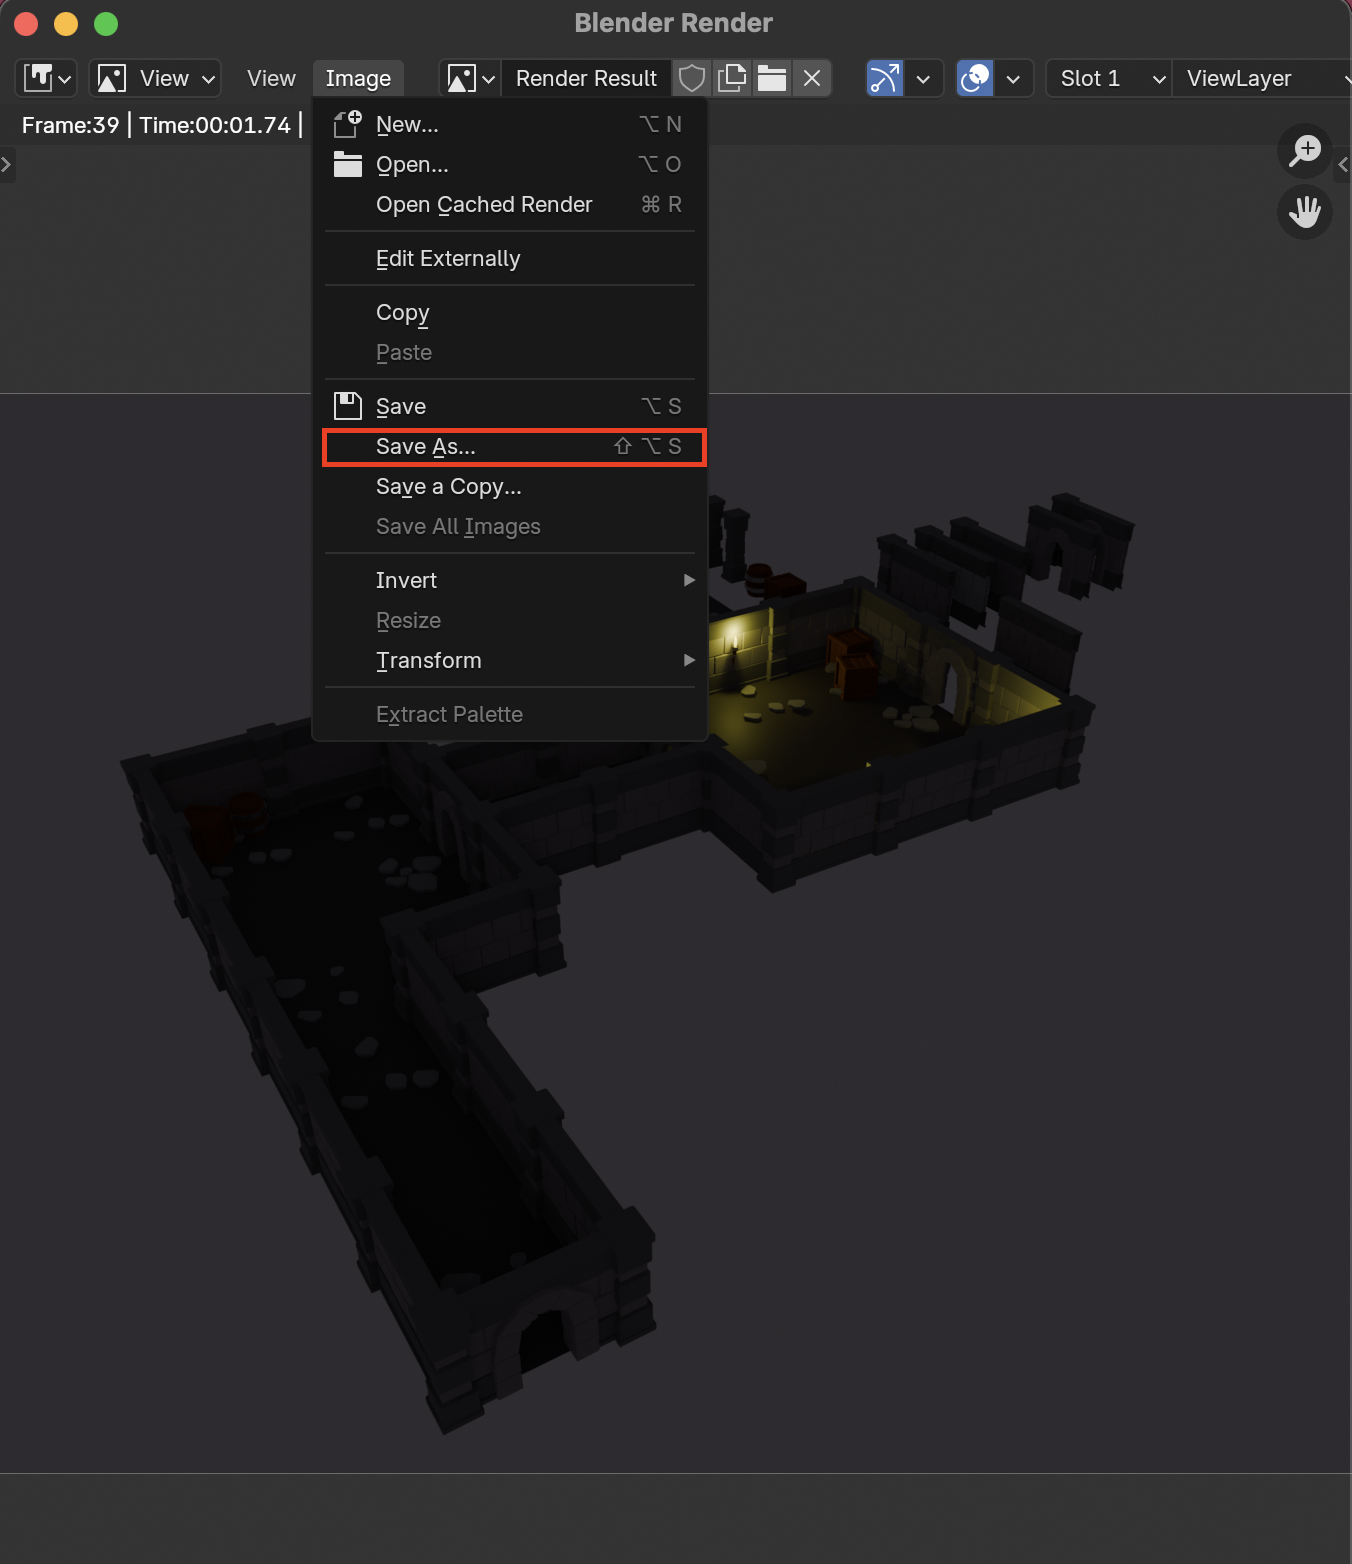 Blender Render
View View Image Render Result Slot 1 ViewLayer
Frame:39 | Time:00:01.74 |
New... ⌥ N
Open... ⌥ O
Open Cached Render ⌘ R
Edit Externally
Copy
Paste
Save ⌥ S
Save As... ⇧ ⌥ S
Save a Copy...
Save All Images
Invert
Resize
Transform
Extract Palette